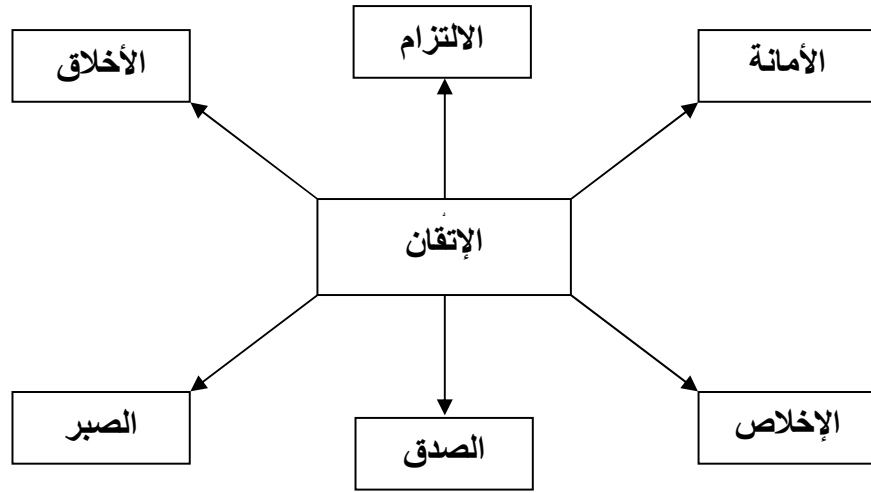 الأمانة
الالتزام
الأخلاق
الإتقان
الإخلاص
الصدق
الصبر